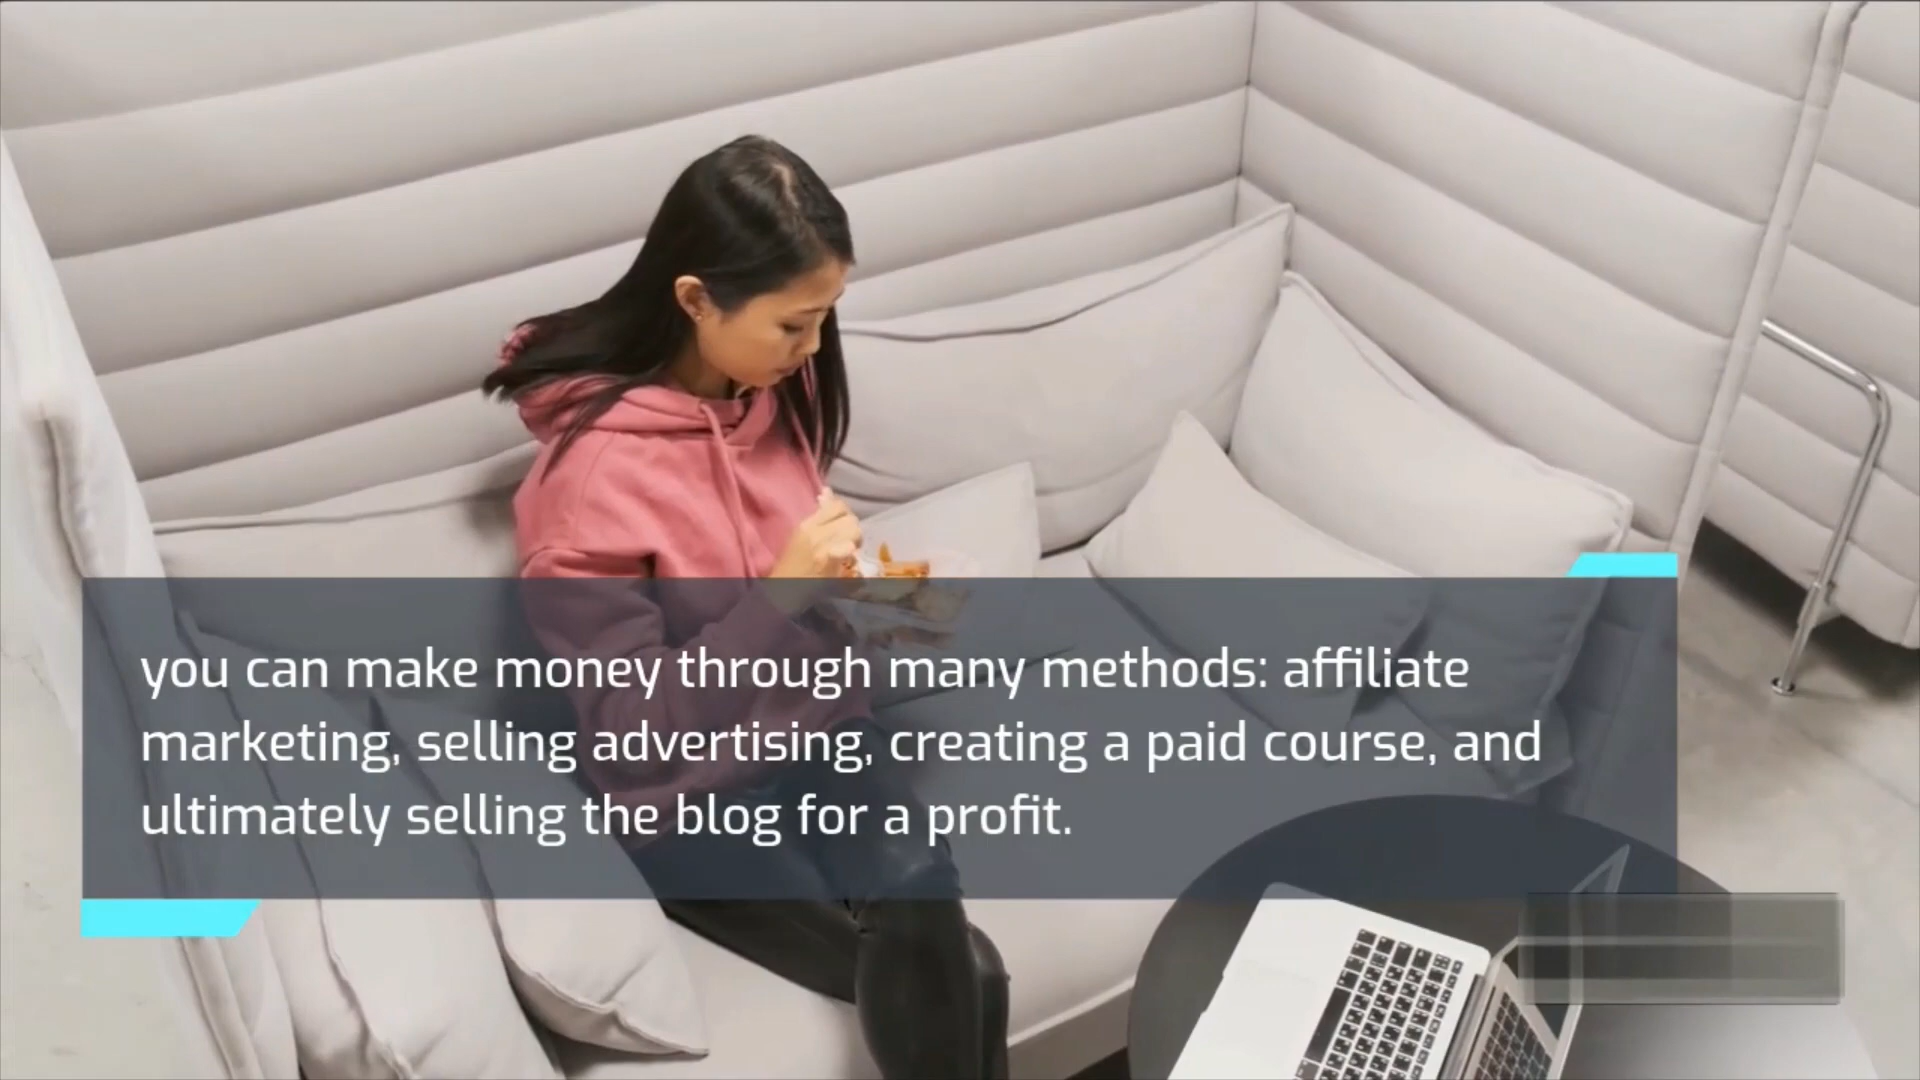 you can make money through many methods: affiliate
marketing, selling advertising, creating a paid course, and
ultimately selling the blog for a profit.